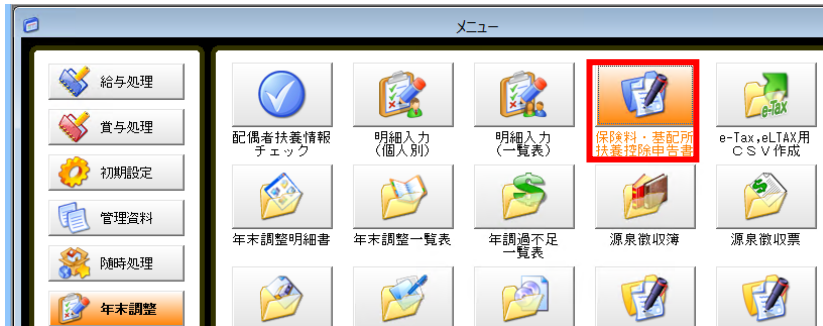 メニュー
給与処理
賞与処理
初期設定
管理資料
随時処理
年末調整
配偶者扶養情報
チェック
明細入力
(個人別)
明細入力
(一覧表)
保険料・基配所
扶養控除申告書
e-Tax
e-Tax,eLTAX用
CSV作成
年末調整明細書
年末調整一覧表
年調過不足
一覧表
源泉徴収簿
源泉徴収票